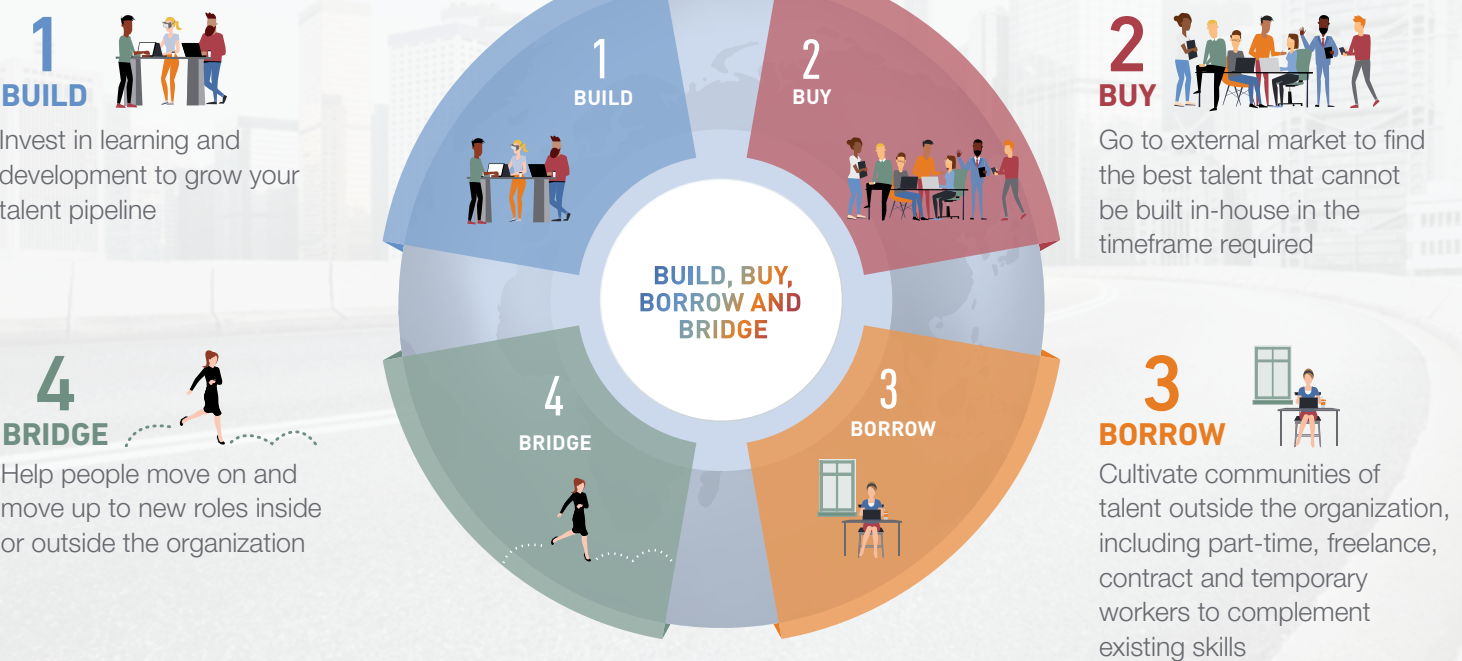 1
BUILD
Invest in learning and
development to grow your
talent pipeline
1
BUILD
2
BUY
2
BUY
Go to external market to find
the best talent that cannot
be built in-house in the
timeframe required
BUILD, BUY,
BORROW AND
BRIDGE
4
BRIDGE
Help people move on and
move up to new roles inside
or outside the organization
4
BRIDGE
3
BORROW
3
BORROW
Cultivate communities of
talent outside the organization,
including part-time, freelance,
contract and temporary
workers to complement
existing skills